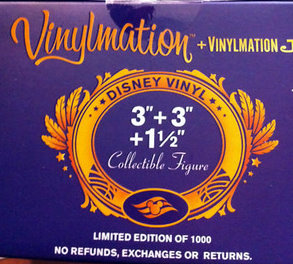 Vinylmation™ + VINYLMATION J
DISNEY VINYL
3" + 3"
+ 1½"
Collectible Figure
LIMITED EDITION OF 1000
NO REFUNDS, EXCHANGES OR RETURNS.